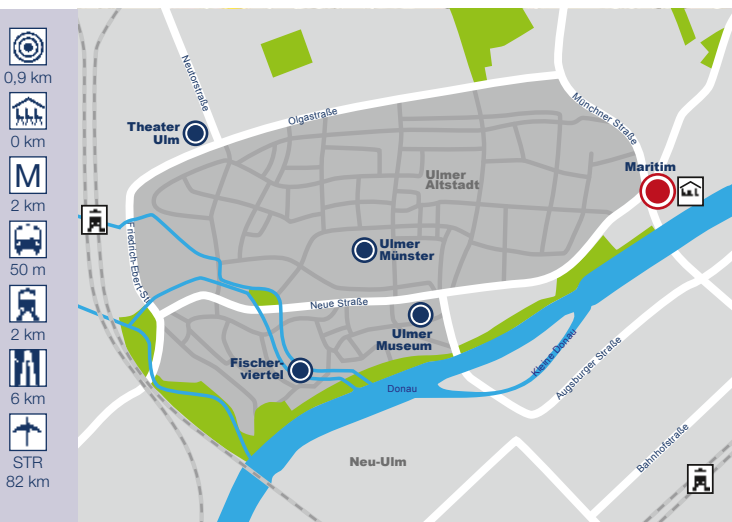 0,9 km
0 km
M
2 km
50 m
2 km
6 km
STR
82 km
Neutorstraße
Theater
Ulm
Olgastraße
Münchner Straße
Maritim
Ulmer
Altstadt
Friedrich-Ebert-Str.
Ulmer
Münster
Neue Straße
Ulmer
Museum
Fischer-
viertel
Donau
Kleine Donau
Augsburger Straße
Bahnhofstraße
Neu-Ulm